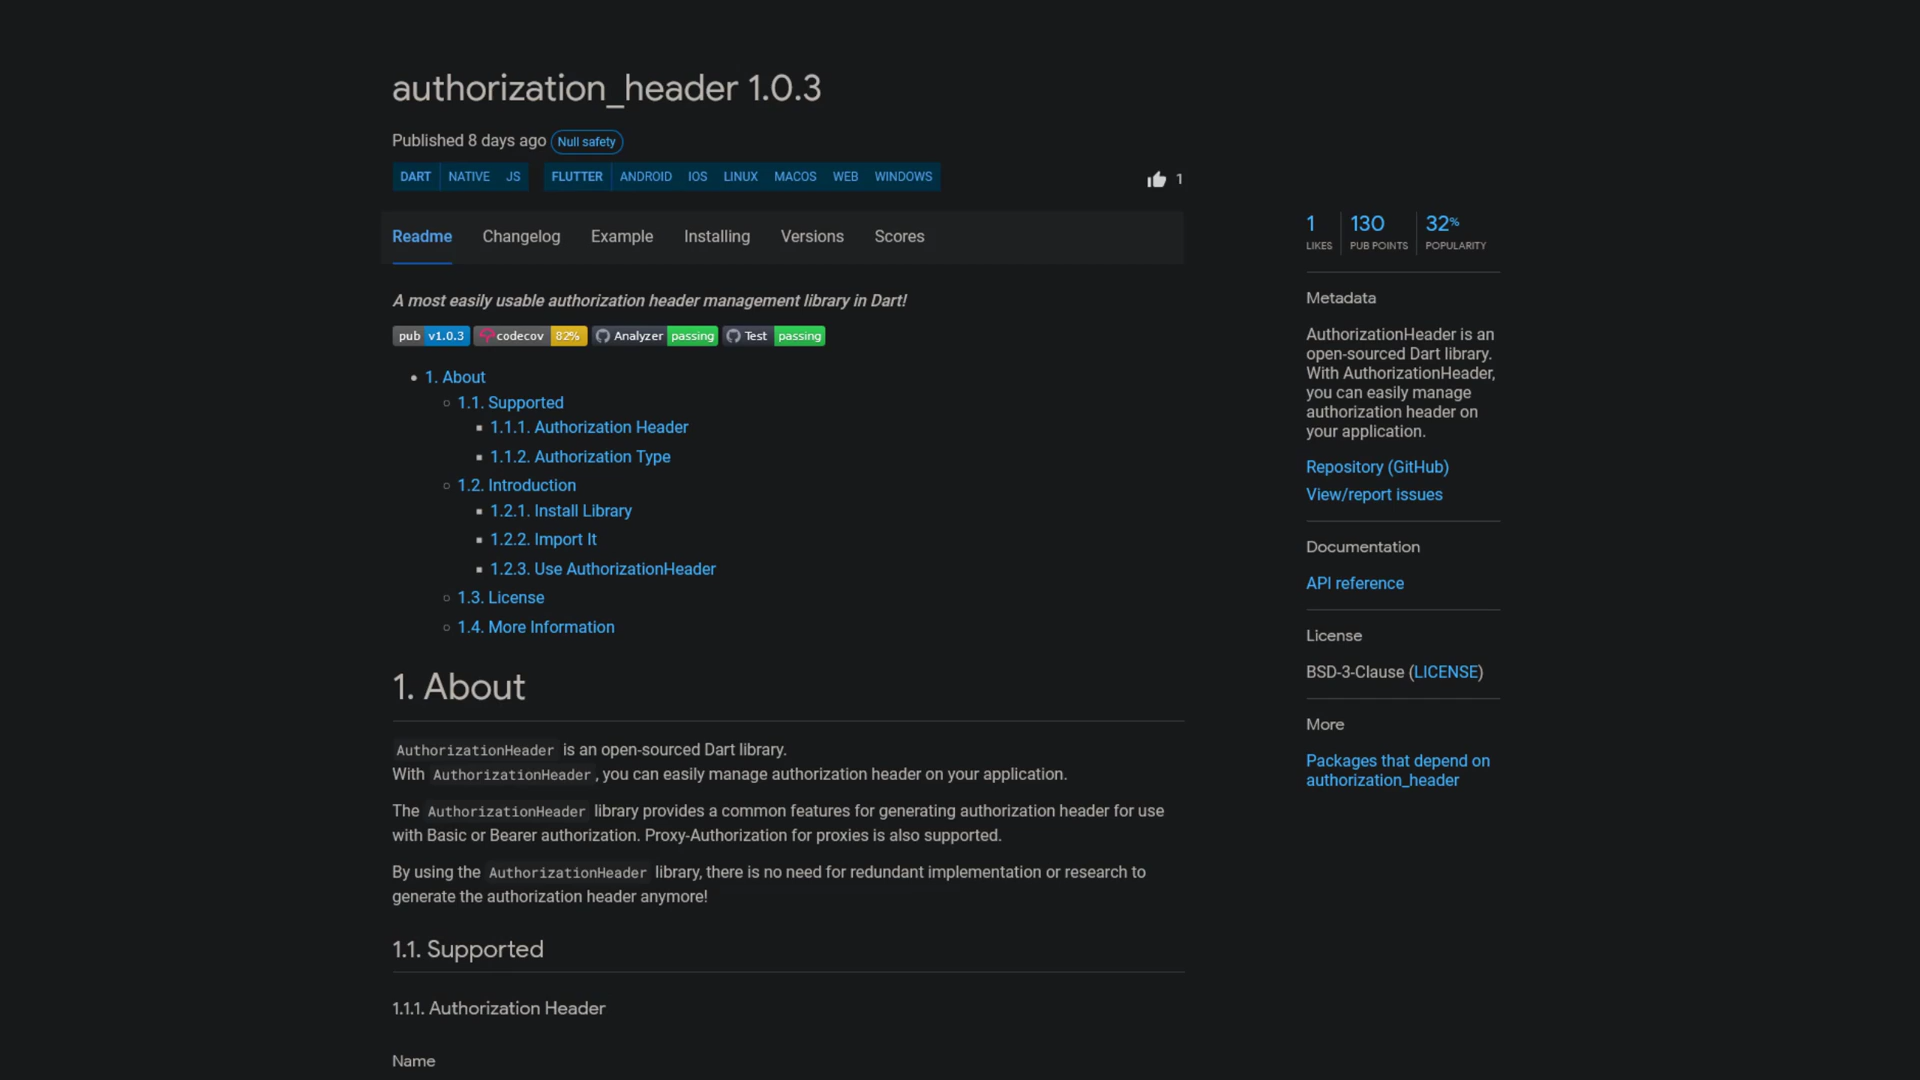 authorization_header 1.0.3
Published 8 days ago Null safety
DART NATIVE JS FLUTTER ANDROID IOS LINUX MACOS WEB WINDOWS
1
Readme Changelog Example Installing Versions Scores
A most easily usable authorization header management library in Dart!
pub v1.0.3 codecov 82% Analyzer passing Test passing
1. About
1.1. Supported
1.1.1. Authorization Header
1.1.2. Authorization Type
1.2. Introduction
1.2.1. Install Library
1.2.2. Import It
1.2.3. Use AuthorizationHeader
1.3. License
1.4. More Information
1. About
AuthorizationHeader is an open-sourced Dart library.
With AuthorizationHeader, you can easily manage authorization header on your application.
The AuthorizationHeader library provides a common features for generating authorization header for use
with Basic or Bearer authorization. Proxy-Authorization for proxies is also supported.
By using the AuthorizationHeader library, there is no need for redundant implementation or research to
generate the authorization header anymore!
1.1. Supported
1.1.1. Authorization Header
Name
1 130 32%
LIKES PUB POINTS POPULARITY
Metadata
AuthorizationHeader is an
open-sourced Dart library.
With AuthorizationHeader,
you can easily manage
authorization header on
your application.
Repository (GitHub)
View/report issues
Documentation
API reference
License
BSD-3-Clause (LICENSE)
More
Packages that depend on
authorization_header